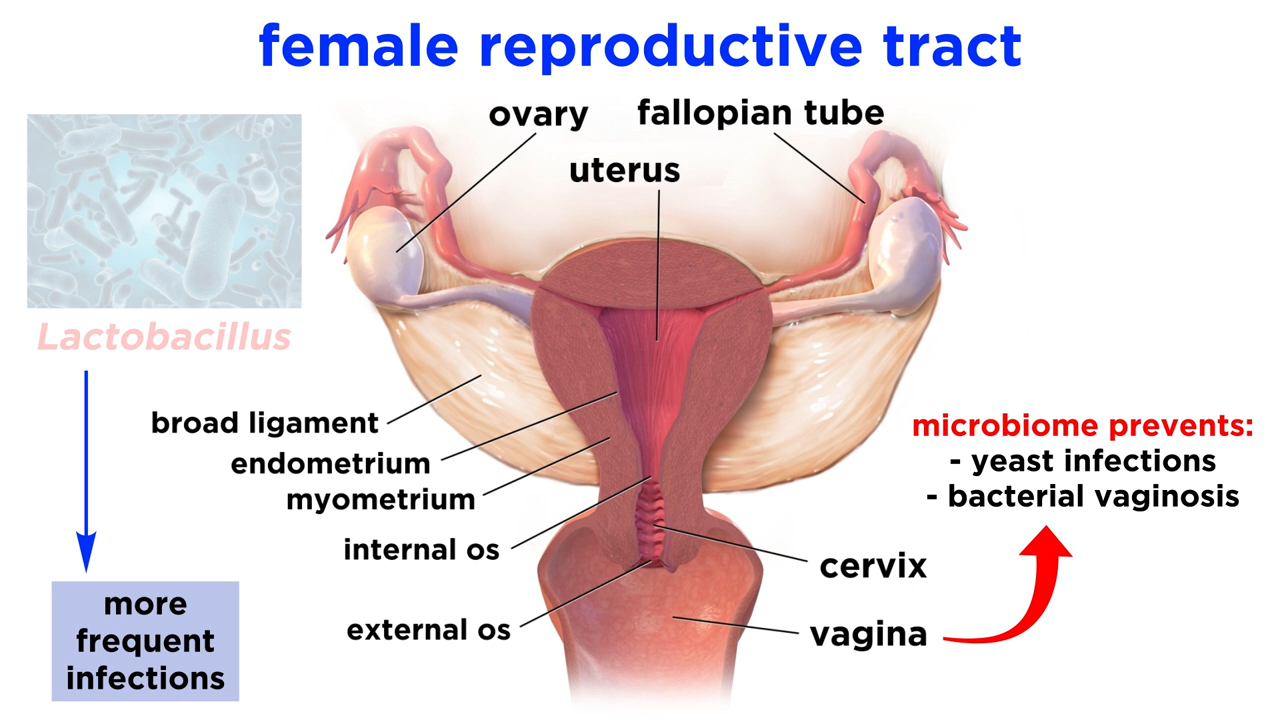 female reproductive tract
ovary
fallopian tube
uterus
Lactobacillus
broad ligament
endometrium
myometrium
internal os
external os
more
frequent
infections
microbiome prevents:
- yeast infections
- bacterial vaginosis
cervix
vagina